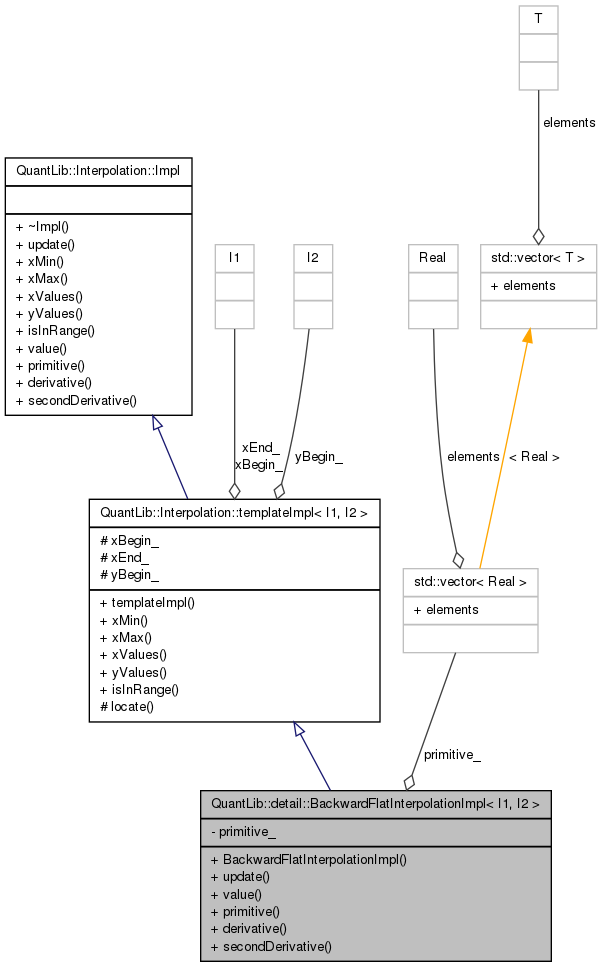 T
elements
QuantLib::Interpolation::Impl
+ ~Impl()
+ update()
+ xMin()
+ xMax()
+ xValues()
+ yValues()
+ isInRange()
+ value()
+ primitive()
+ derivative()
+ secondDerivative()
I1
I2
Real
std::vector< T >
+ elements
xEnd_
xBegin_
yBegin_
elements
< Real >
QuantLib::Interpolation::templateImpl< I1, I2 >
# xBegin_
# xEnd_
# yBegin_
+ templateImpl()
+ xMin()
+ xMax()
+ xValues()
+ yValues()
+ isInRange()
# locate()
std::vector< Real >
+ elements
primitive_
QuantLib::detail::BackwardFlatInterpolationImpl< I1, I2 >
- primitive_
+ BackwardFlatInterpolationImpl()
+ update()
+ value()
+ primitive()
+ derivative()
+ secondDerivative()